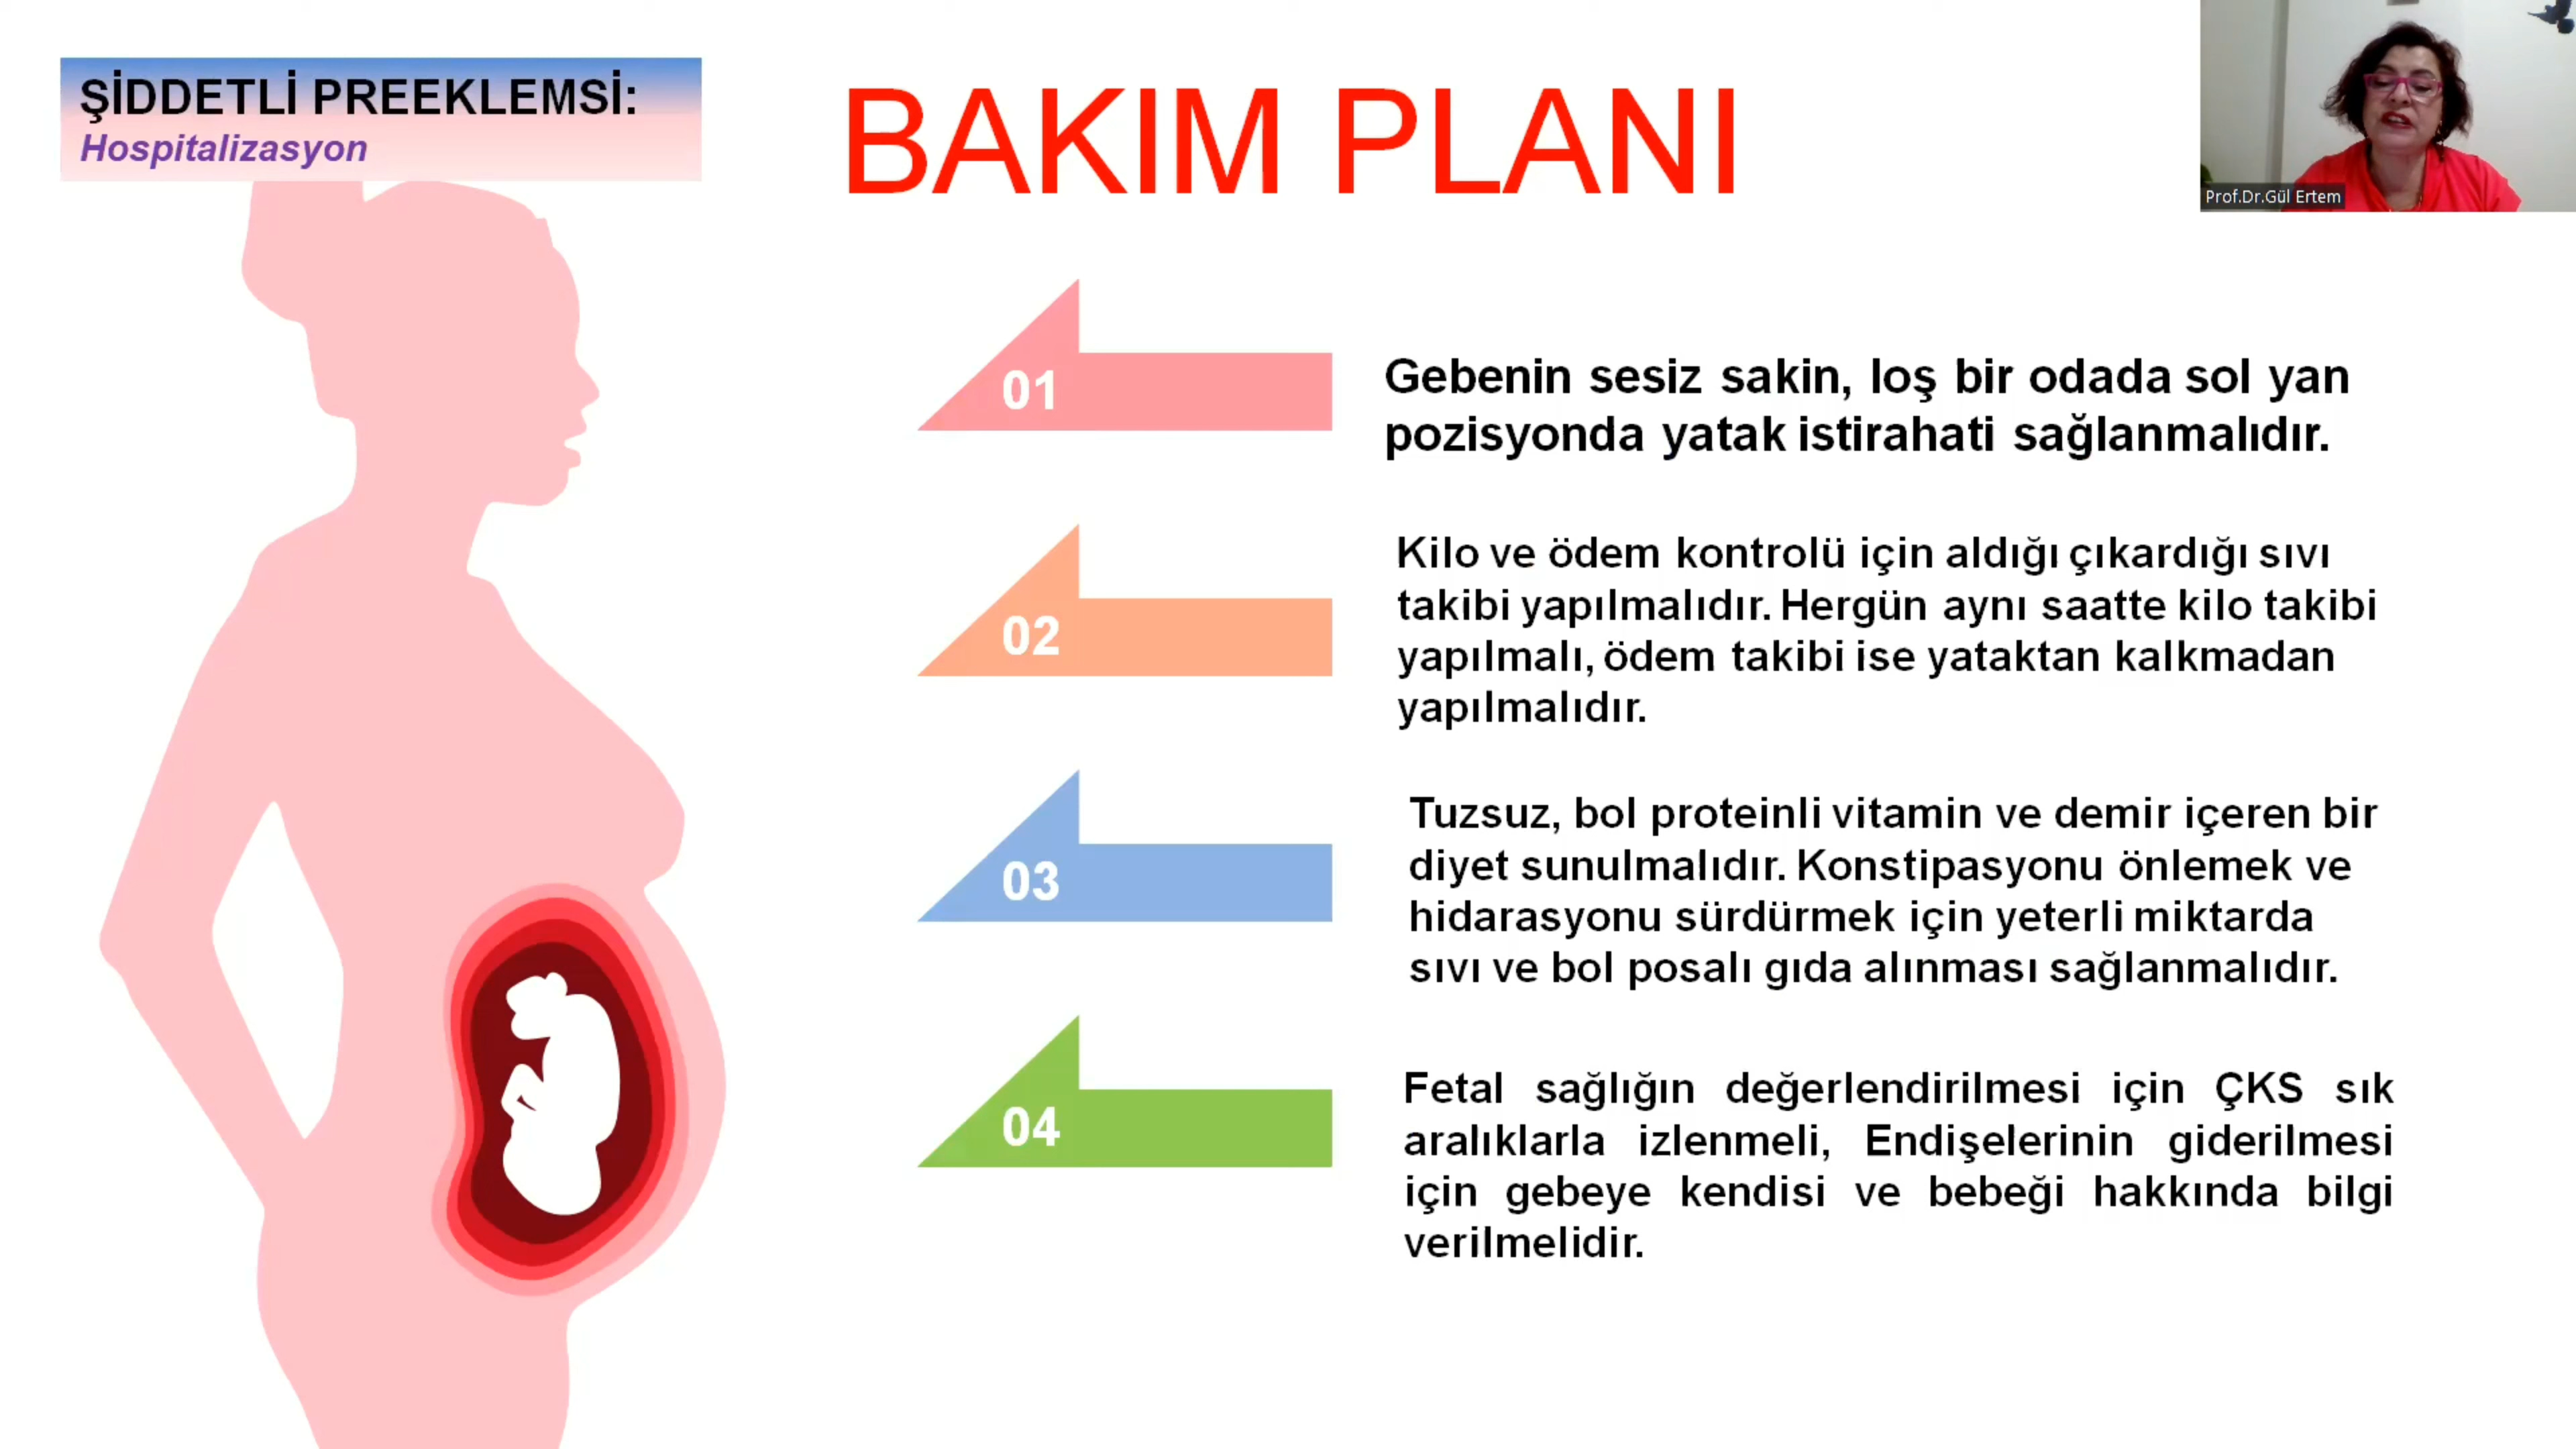 ŞİDDETLİ PREEKLEMSİ:
Hospitalizasyon
BAKIM PLANI
Prof.Dr.Gül Ertem
01
Gebenin sesiz sakin, loş bir odada sol yan
pozisyonda yatak istirahati sağlanmalıdır.
02
Kilo ve ödem kontrolü için aldığı çıkardığı sıvı
takibi yapılmalıdır. Hergün aynı saatte kilo takibi
yapılmalı, ödem takibi ise yataktan kalkmadan
yapılmalıdır.
03
Tuzsuz, bol proteinli vitamin ve demir içeren bir
diyet sunulmalıdır. Konstipasyonu önlemek ve
hidarasyonu sürdürmek için yeterli miktarda
sıvı ve bol posalı gıda alınması sağlanmalıdır.
04
Fetal sağlığın değerlendirilmesi için ÇKS sık
aralıklarla izlenmeli, Endişelerinin giderilmesi
için gebeye kendisi ve bebeği hakkında bilgi
verilmelidir.